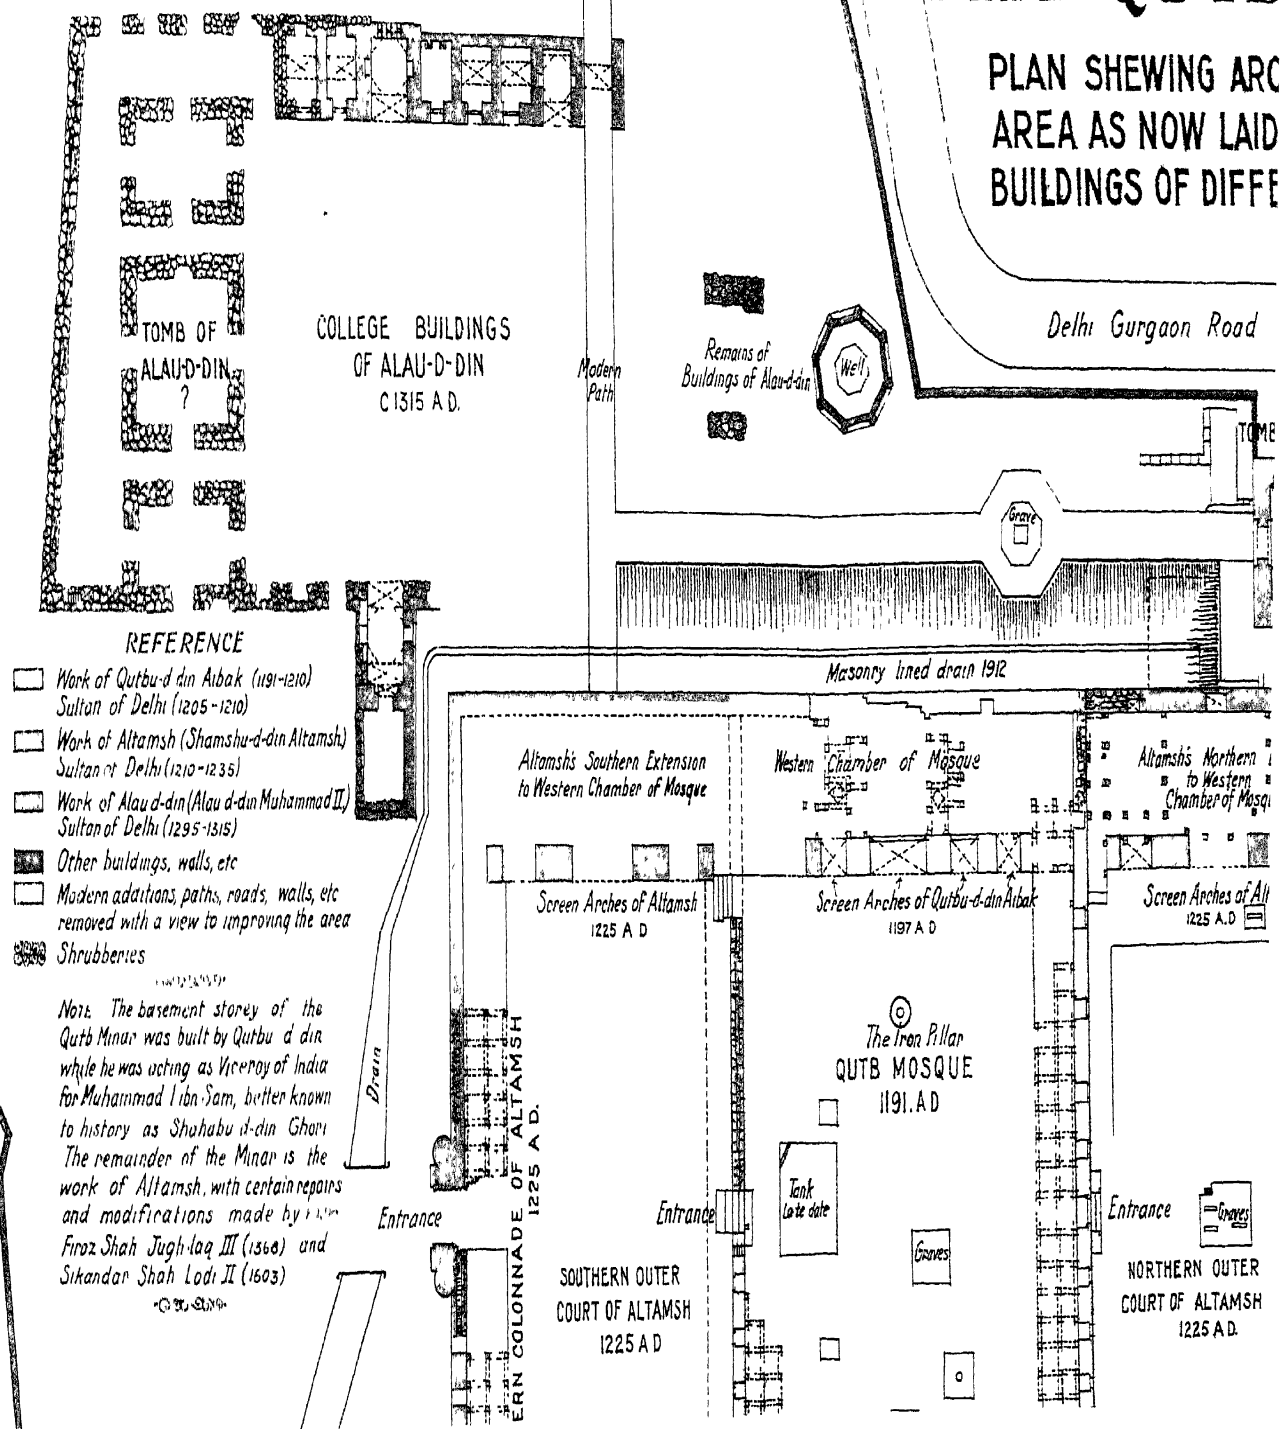 PLAN SHEWING
AREA AS NOW LAID
BUILDINGS OF
Delhi Gurgaon Road
TOMB OF
ALAU-D-DIN
?
COLLEGE BUILDINGS
OF ALAU-D-DIN
C 1315 A D.
Modern
Path
Remains of
Buildings of Alau-d-din
Well
Grave
Masonry lined drain 1912
REFERENCE
Work of Qutbu-d din Aibak (1191-1210)
Sultan of Delhi (1205-1210)
Work of Altamsh (Shamshu-d-din Altamsh)
Sultan of Delhi (1210-1235)
Work of Alau d-din (Alau d-din Muhammad II)
Sultan of Delhi (1295-1315)
Other buildings, walls, etc
Modern additions, paths, roads, walls, etc
removed with a view to improving the area
Shrubberies
Note. The basement storey of the
Qutb Minar was built by Qutbu d din
while he was acting as Viceroy of India
for Muhammad I ibn Sam, better known
to history as Shahabu d-din Ghori
The remainder of the Minar is the
work of Altamsh, with certain repairs
and modifications made by
Firoz Shah Tughlaq III (1368) and
Sikandar Shah Lodi II (1503)
Altamsh's Southern Extension
to Western Chamber of Mosque
Western Chamber of Mosque
Altamsh's Northern
to Western
Chamber of
Screen Arches of Altamsh
1225 A D
Screen Arches of Qutbu-d-din Aibak
1197 A D
Screen Arches of
1225 A.D
The Iron Pillar
QUTB MOSQUE
1191. A D
Drain
Entrance
COLONNADE OF ALTAMSH
1225 A D.
Entrance
Tank
Late date
Graves
Entrance
Graves
SOUTHERN OUTER
COURT OF ALTAMSH
1225 A D
NORTHERN OUTER
COURT OF ALTAMSH
1225 A D.